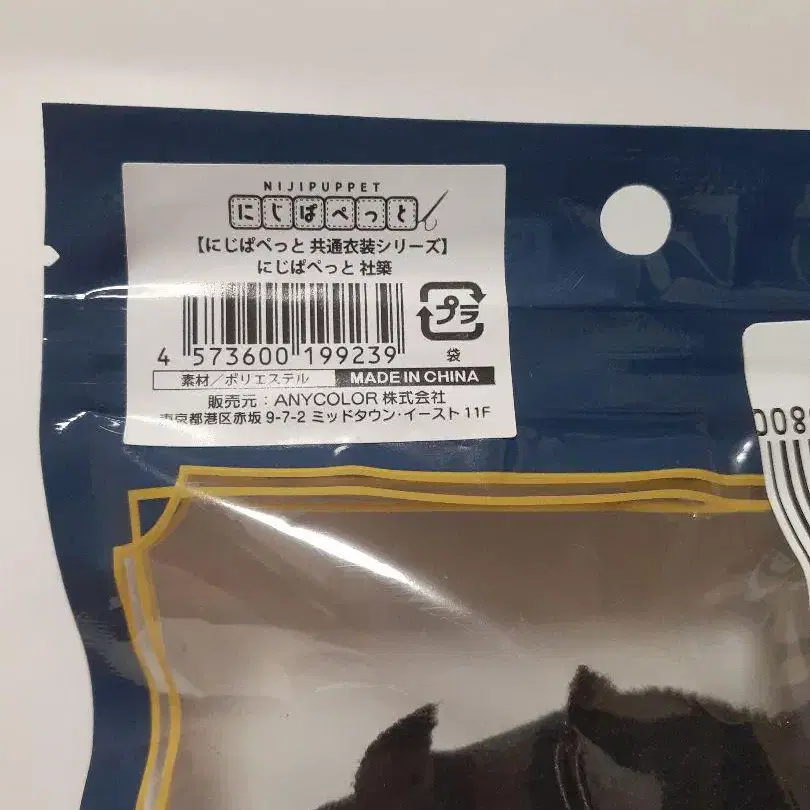 NIJIPUPPET
にじぱぺっと
【にじぱぺっと 共通衣装シリーズ】
にじぱぺっと 社築
プラ
袋
4 573600 199239
素材/ポリエステル MADE IN CHINA
販売元:ANYCOLOR 株式会社
東京都港区赤坂 9-7-2 ミッドタウン・イースト 11F
008